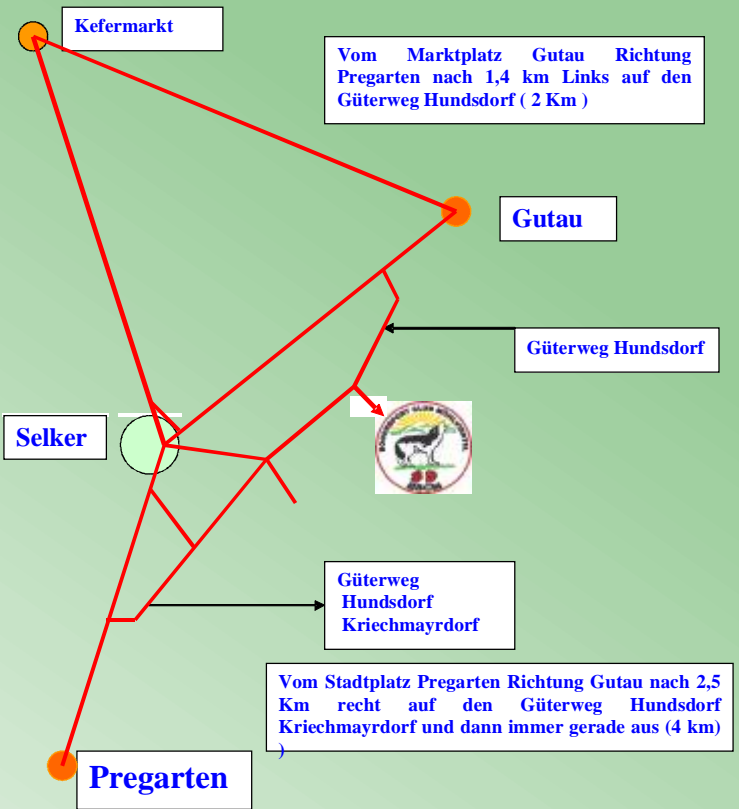 Kefermarkt
Vom Marktplatz Gutau Richtung
Pregarten nach 1,4 km Links auf den
Güterweg Hundsdorf ( 2 Km )
Gutau
Güterweg Hundsdorf
Selker
Güterweg
Hundsdorf
Kriechmayrdorf
Vom Stadtplatz Pregarten Richtung Gutau nach 2,5
Km recht auf den Güterweg Hundsdorf
Kriechmayrdorf und dann immer gerade aus (4 km)
)
Pregarten